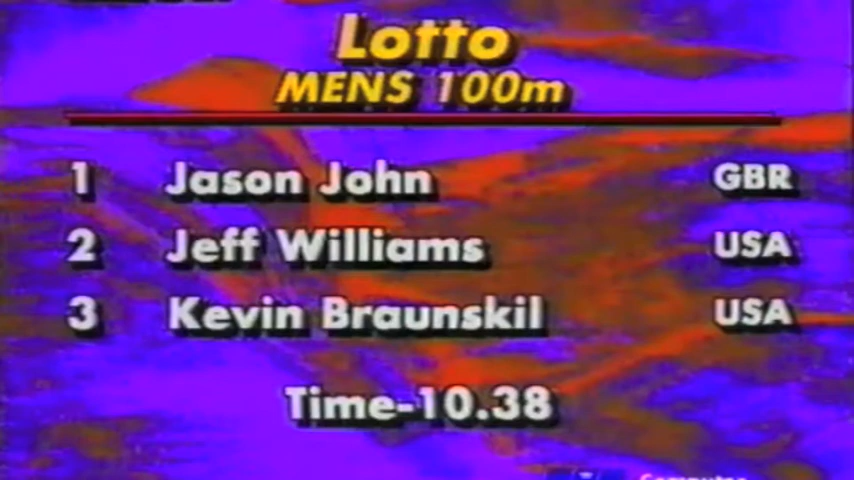 Lotto
MENS 100m
1 Jason John GBR
2 Jeff Williams USA
3 Kevin Braunskil USA
Time-10.38